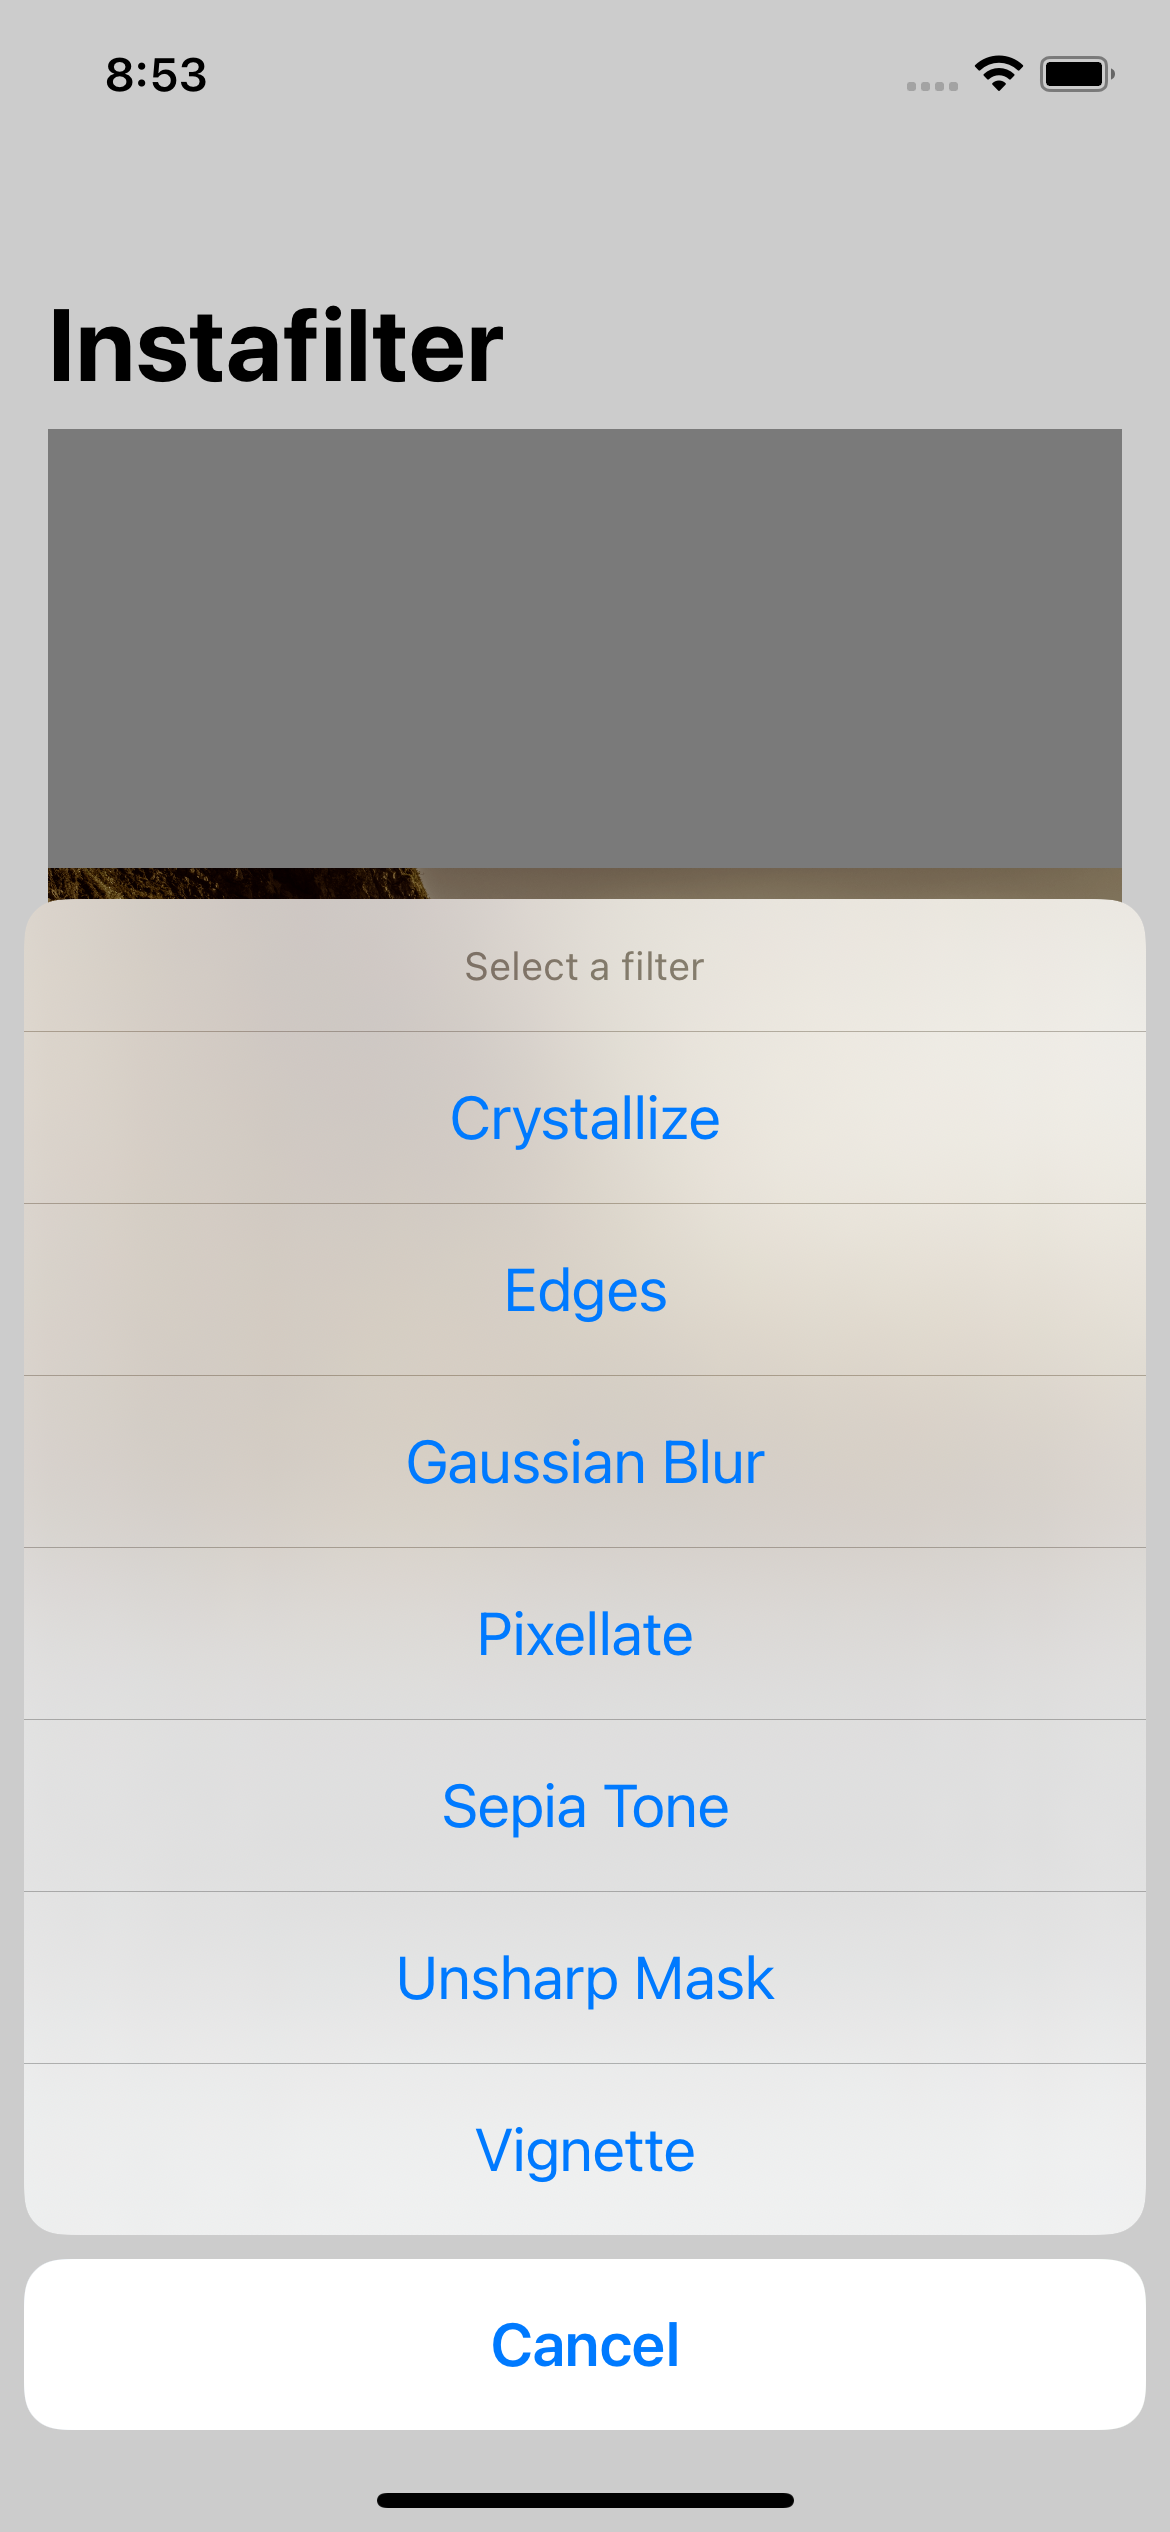 8:53
Instafilter
Select a filter
Crystallize
Edges
Gaussian Blur
Pixellate
Sepia Tone
Unsharp Mask
Vignette
Cancel